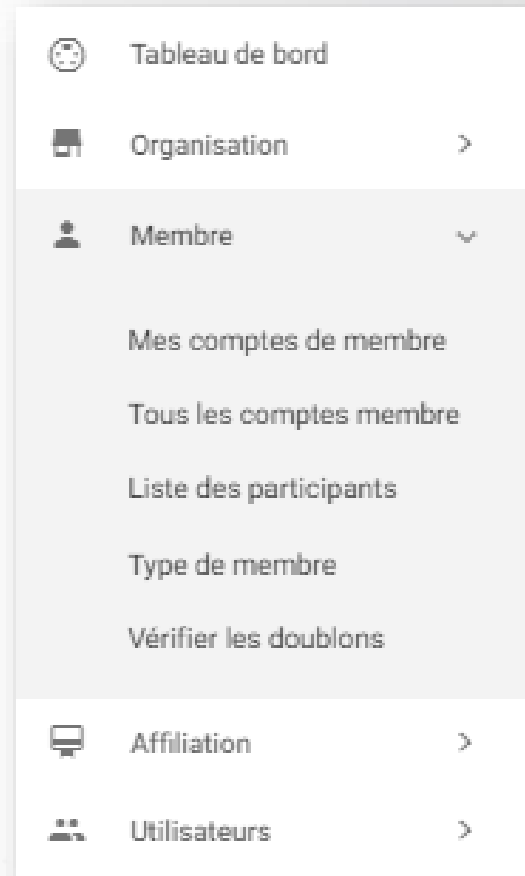 Tableau de bord
Organisation
Membre
Mes comptes de membre
Tous les comptes membre
Liste des participants
Type de membre
Vérifier les doublons
Affiliation
Utilisateurs